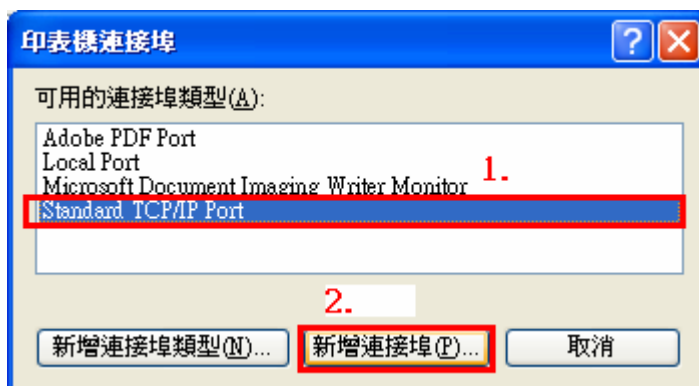 印表機連接埠
可用的連接埠類型(A):
Adobe PDF Port
Local Port
Microsoft Document Imaging Writer Monitor
1.
Standard TCP/IP Port
2.
新增連接埠類型(N)... 新增連接埠(P)... 取消